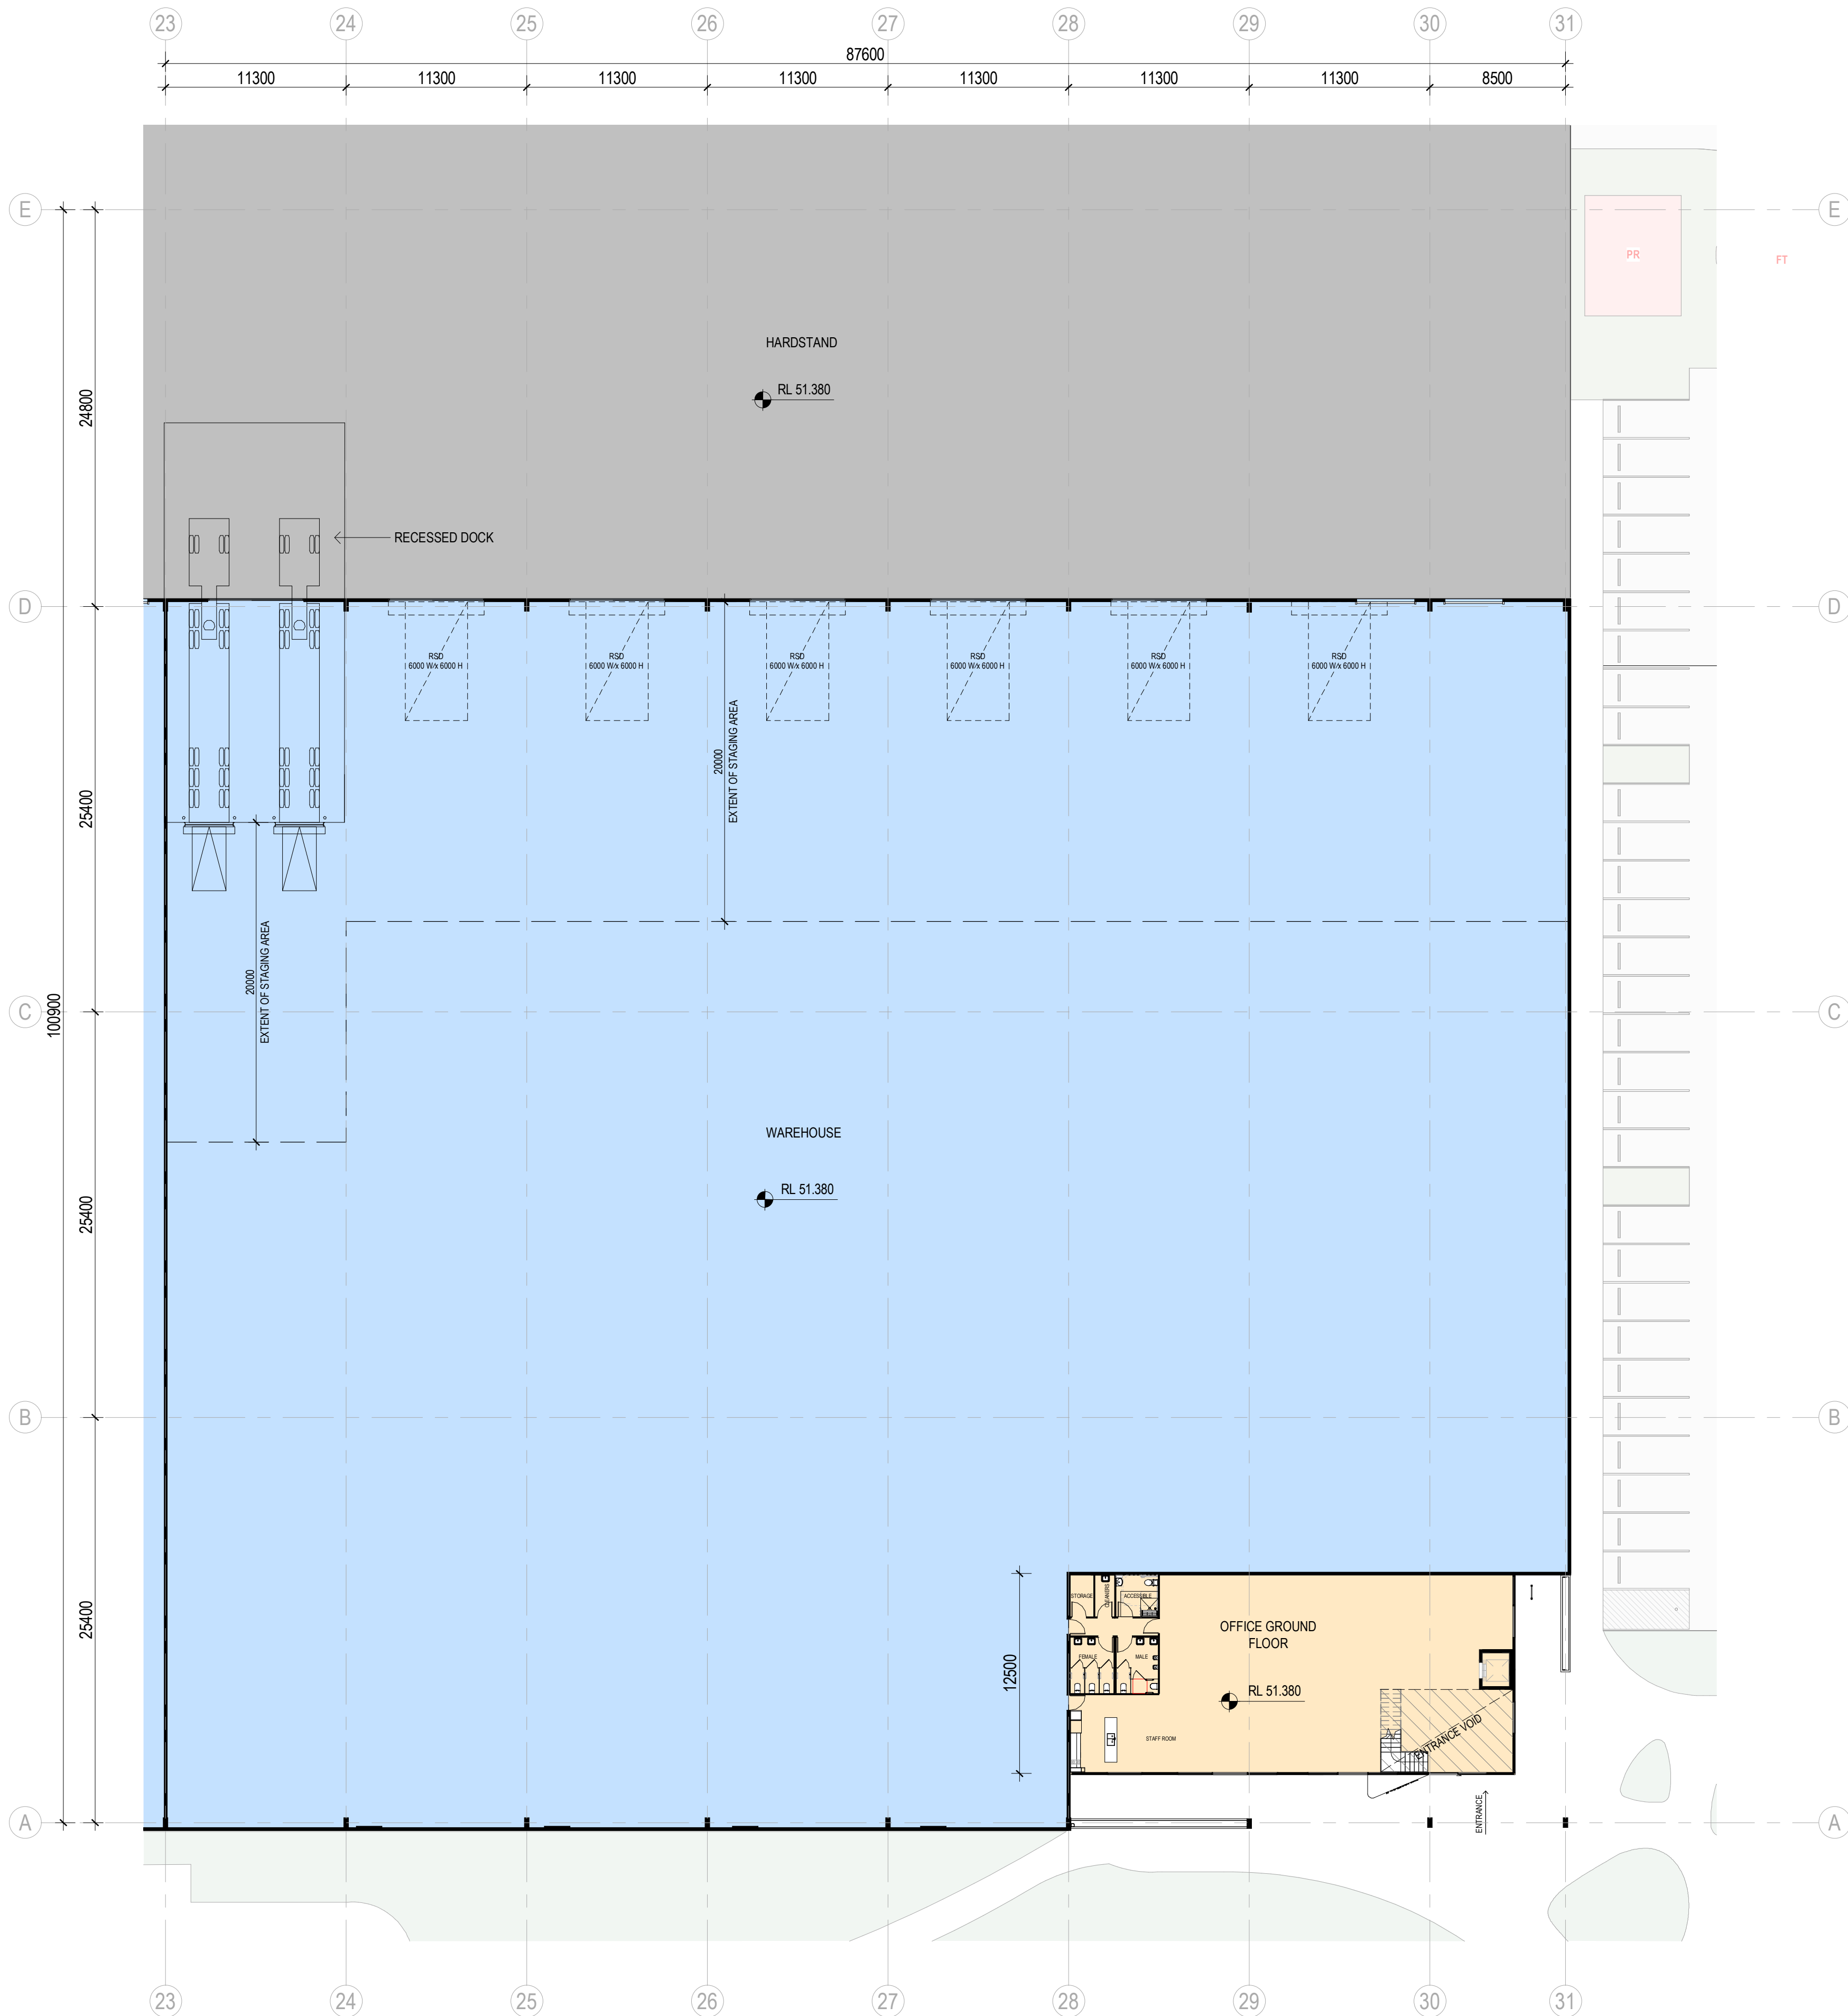 23 24 25 26 27 28 29 30 31
87600
11300 11300 11300 11300 11300 11300 11300 8500
E E
PR
FT
HARDSTAND
RL 51.380
24800
RECESSED DOCK
D D
RSD RSD RSD RSD RSD RSD
6000 W x 6000 H 6000 W x 6000 H 6000 W x 6000 H 6000 W x 6000 H 6000 W x 6000 H 6000 W x 6000 H
20000
EXTENT OF STAGING AREA
25400
20000
EXTENT OF STAGING AREA
C C
100900
WAREHOUSE
RL 51.380
25400
B B
25400
12500
STORAGE
CLEANERS
ACCESSIBLE
OFFICE GROUND
FLOOR
FEMALE
MALE
RL 51.380
STAFF ROOM
ENTRANCE VOID
ENTRANCE
A A
23 24 25 26 27 28 29 30 31